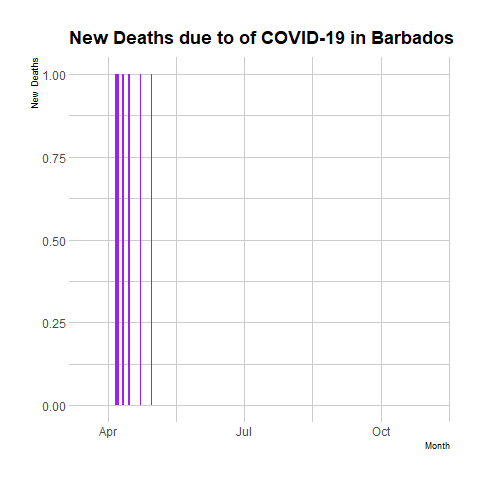 New Deaths due to of COVID-19 in Barbados
New Deaths
1.00
0.75
0.50
0.25
0.00
Apr Jul Oct
Month